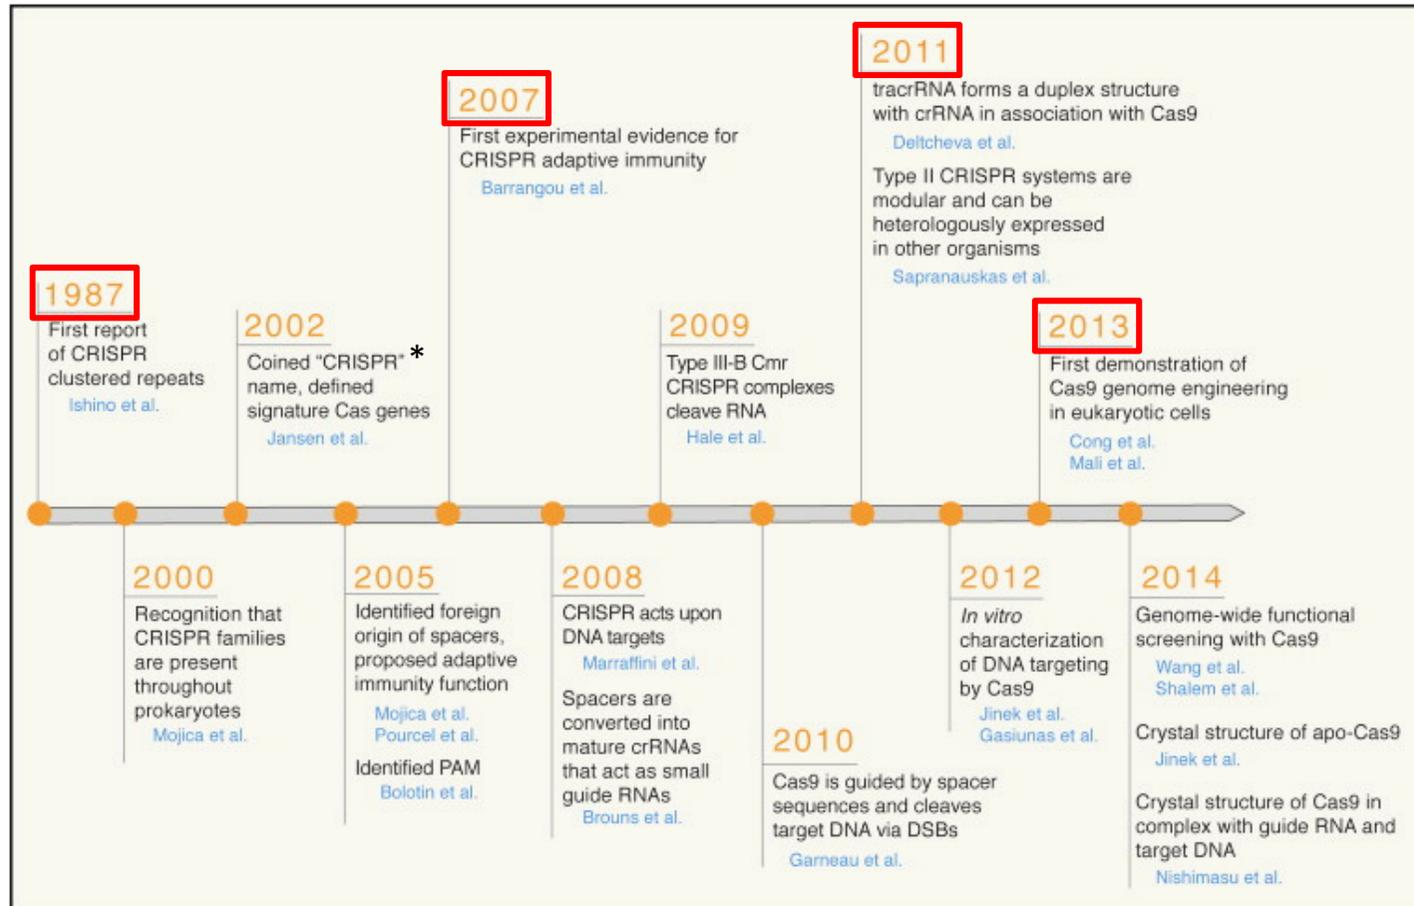 1987
First report
of CRISPR
clustered repeats
Ishino et al.
2000
Recognition that
CRISPR families
are present
throughout
prokaryotes
Mojica et al.
2002
Coined “CRISPR” *
name, defined
signature Cas genes
Jansen et al.
2005
Identified foreign
origin of spacers,
proposed adaptive
immunity function
Mojica et al.
Pourcel et al.
Identified PAM
Bolotin et al.
2007
First experimental evidence for
CRISPR adaptive immunity
Barrangou et al.
2008
CRISPR acts upon
DNA targets
Marraffini et al.
Spacers are
converted into
mature crRNAs
that act as small
guide RNAs
Brouns et al.
2009
Type III-B Cmr
CRISPR complexes
cleave RNA
Hale et al.
2010
Cas9 is guided by spacer
sequences and cleaves
target DNA via DSBs
Garneau et al.
2011
tracrRNA forms a duplex structure
with crRNA in association with Cas9
Deltcheva et al.
Type II CRISPR systems are
modular and can be
heterologously expressed
in other organisms
Sapranauskas et al.
2012
In vitro
characterization
of DNA targeting
by Cas9
Jinek et al.
Gasiunas et al.
2013
First demonstration of
Cas9 genome engineering
in eukaryotic cells
Cong et al.
Mali et al.
2014
Genome-wide functional
screening with Cas9
Wang et al.
Shalem et al.
Crystal structure of apo-Cas9
Jinek et al.
Crystal structure of Cas9 in
complex with guide RNA and
target DNA
Nishimasu et al.